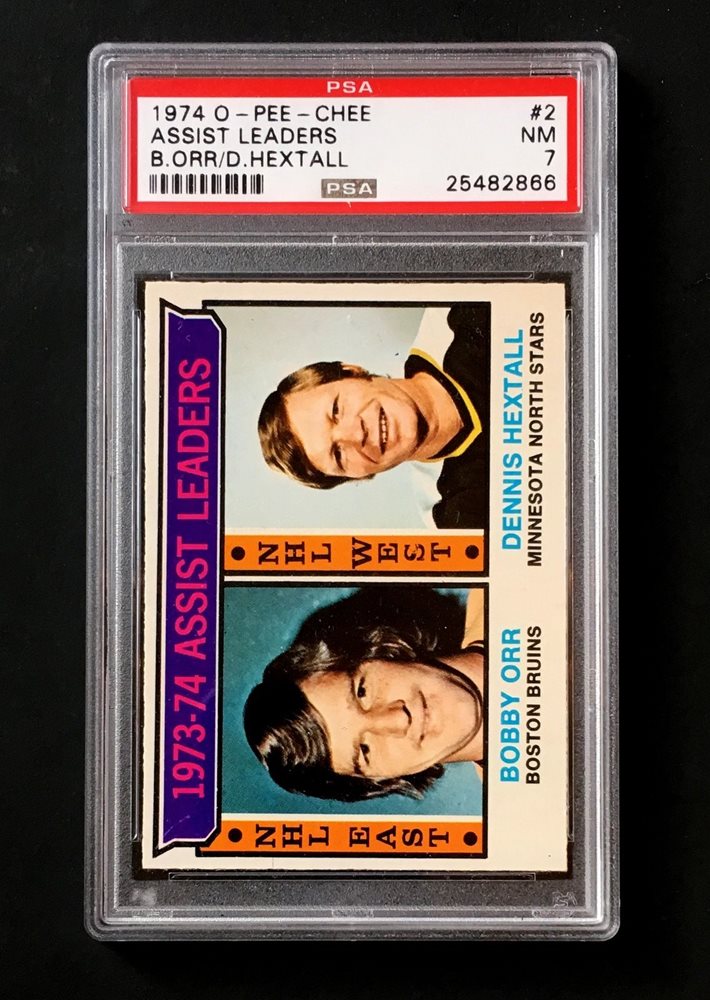 PSA
1974 O-PEE-CHEE #2
ASSIST LEADERS NM
B.ORR/D.HEXTALL 7
PSA 25482866
1973-74 ASSIST LEADERS
NHL EAST
NHL WEST
BOBBY ORR
BOSTON BRUINS
DENNIS HEXTALL
MINNESOTA NORTH STARS